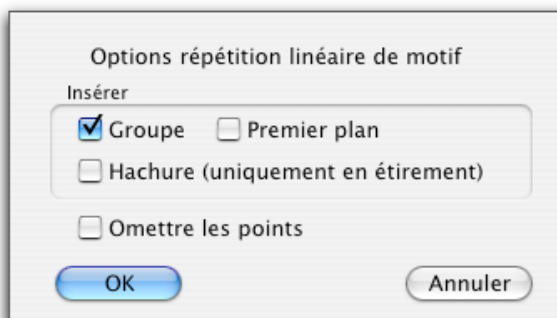 Options répétition linéaire de motif
Insérer
Groupe Premier plan
Hachure (uniquement en étirement)
Omettre les points
OK Annuler